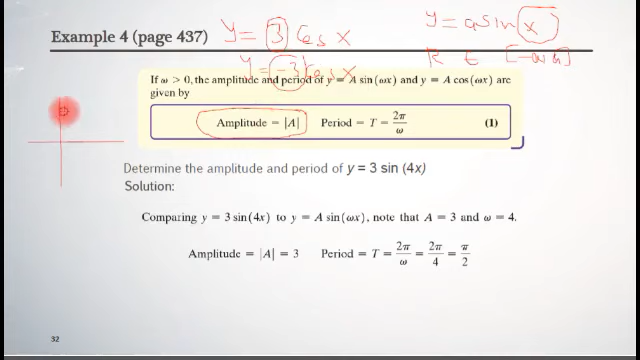 Example 4 (page 437)
y = 3 cos x
y = -3 cos x
y = a sin x
R E [-a, a]
If ω > 0, the amplitude and period of y = A sin (ωx) and y = A cos (ωx) are
given by
Amplitude = |A| Period = T = 2π/ω (1)
Determine the amplitude and period of y = 3 sin (4x)
Solution:
Comparing y = 3 sin (4x) to y = A sin (ωx), note that A = 3 and ω = 4.
Amplitude = |A| = 3 Period = T = 2π/ω = 2π/4 = π/2
32